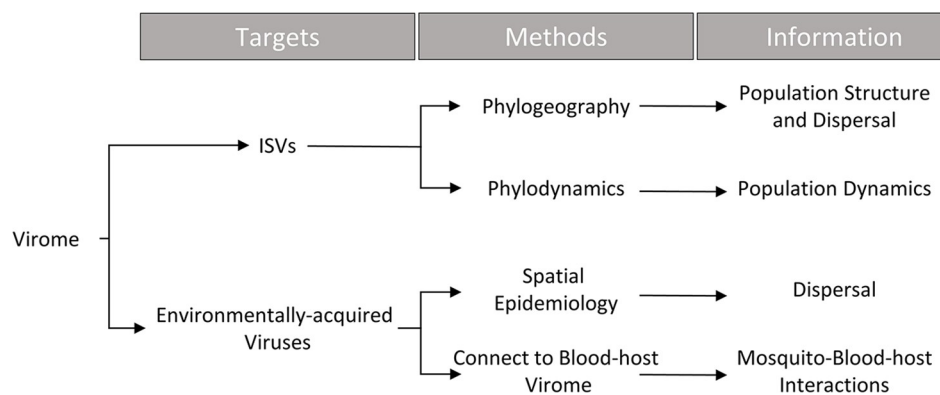 Targets
Methods
Information
Phylogeography
Population Structure
and Dispersal
ISVs
Phylodynamics
Population Dynamics
Virome
Spatial
Epidemiology
Dispersal
Environmentally-acquired
Viruses
Connect to Blood-host
Virome
Mosquito-Blood-host
Interactions